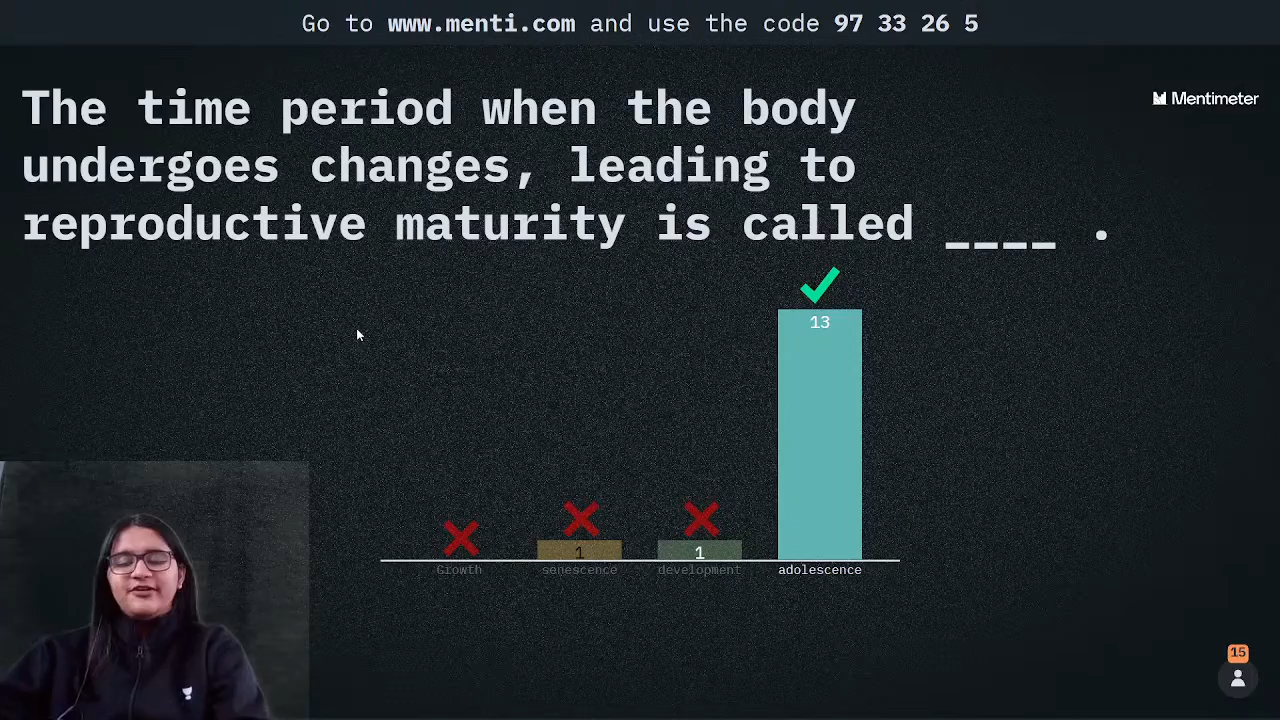 Go to www.menti.com and use the code 97 33 26 5
The time period when the body
undergoes changes, leading to
reproductive maturity is called ____ .
Mentimeter
13
1
1
Growth
senescence
development
adolescence
15